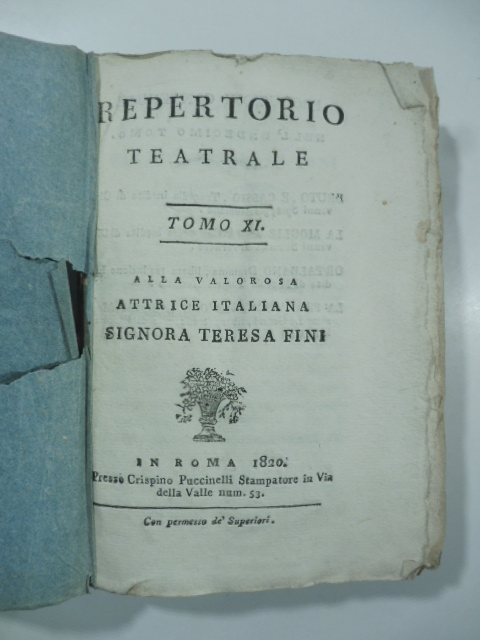 REPERTORIO
TEATRALE
TOMO XI.
ALLA VALOROSA
ATTRICE ITALIANA
SIGNORA TERESA FINI
IN ROMA 1820.
Presso Crispino Puccinelli Stampatore in Via
della Valle num. 53.
Con permesso de' Superiori.